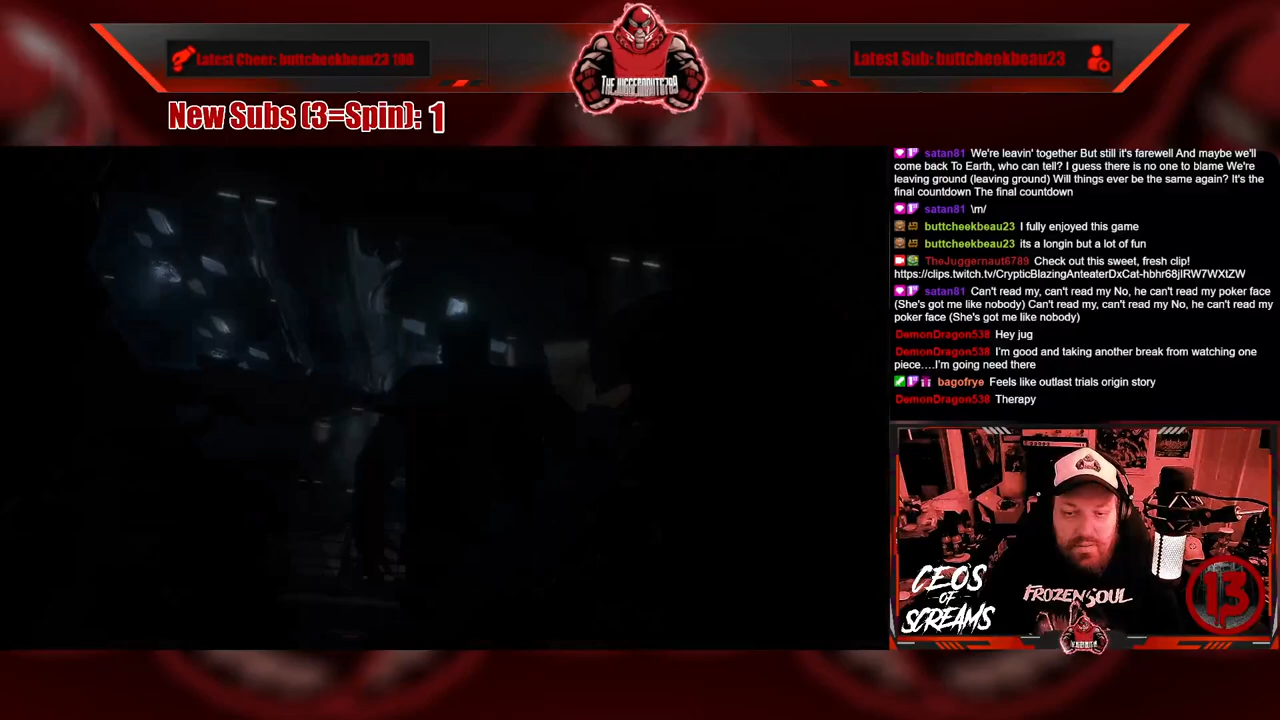 Latest Cheer: buttcheekbeau23 100
THEJUGGERNAUT6789
Latest Sub: buttcheekbeau23
New Subs (3=Spin): 1
satan81 We're leavin' together But still it's farewell And maybe we'll
come back To Earth, who can tell? I guess there is no one to blame We're
leaving ground (leaving ground) Will things ever be the same again? It's the
final countdown The final countdown
satan81 \m/
buttcheekbeau23 I fully enjoyed this game
buttcheekbeau23 its a longin but a lot of fun
TheJuggernaut6789 Check out this sweet, fresh clip!
https://clips.twitch.tv/CrypticBlazingAnteaterDxCat-hbhr68jIRW7WXtZW
satan81 Can't read my, can't read my No, he can't read my poker face
(She's got me like nobody) Can't read my, can't read my No, he can't read my
poker face (She's got me like nobody)
DemonDragon538 Hey jug
DemonDragon538 I'm good and taking another break from watching one
piece....I'm going need there
bagofrye Feels like outlast trials origin story
DemonDragon538 Therapy
CEOS
OF
SCREAMS
FROZEN SOUL
13